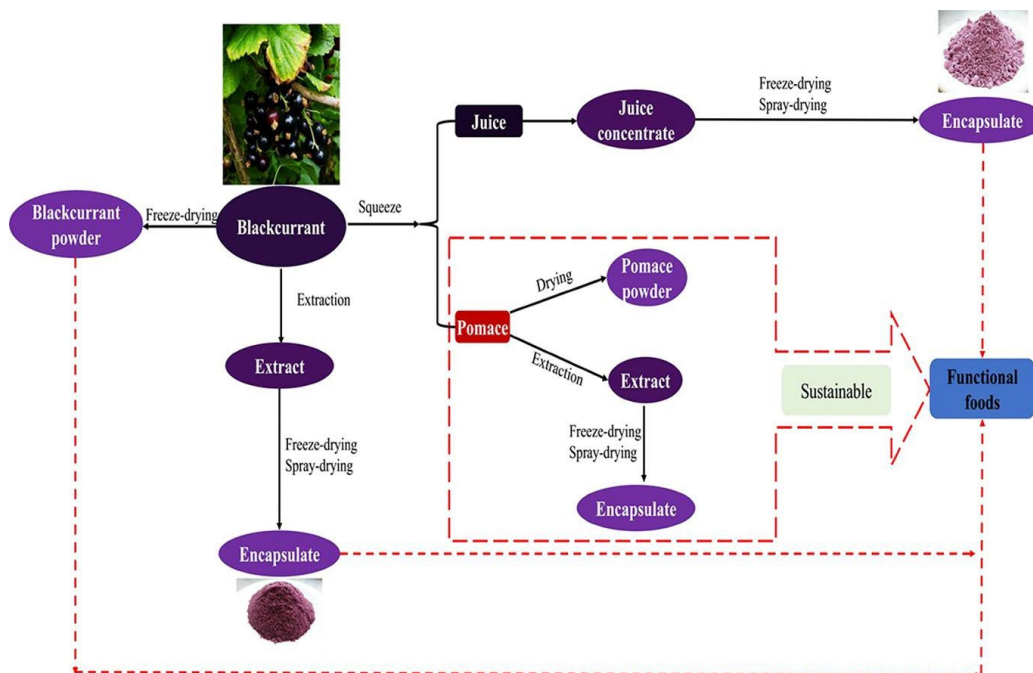 Freeze-drying
Spray-drying
Juice
Juice
concentrate
Encapsulate
Blackcurrant
powder
Freeze-drying
Blackcurrant
Squeeze
Drying
Pomace
powder
Extraction
Pomace
Extraction
Extract
Extract
Sustainable
Functional
foods
Freeze-drying
Spray-drying
Freeze-drying
Spray-drying
Encapsulate
Encapsulate